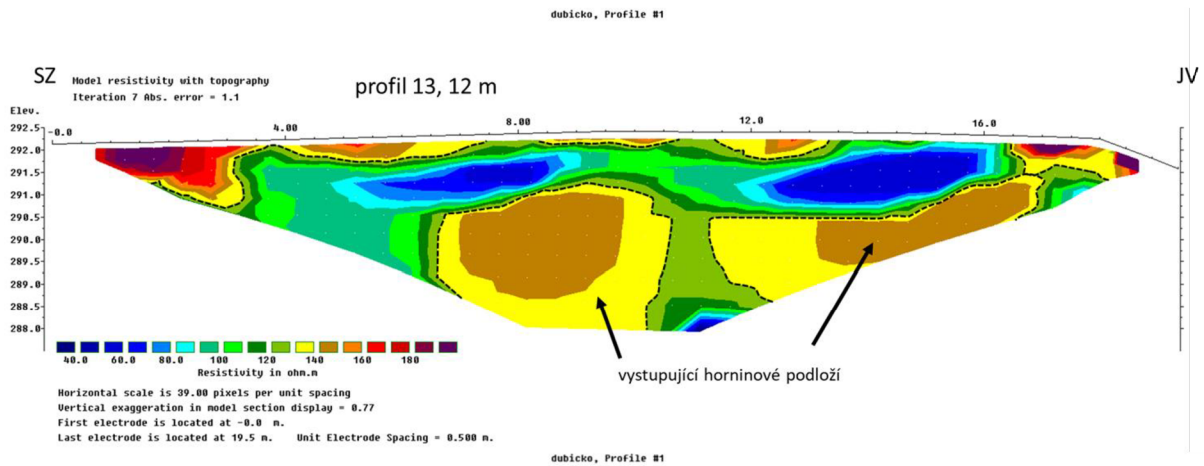 dubicko, Profile #1
SZ
JV
Model resistivity with topography
Iteration 7 Abs. error = 1.1
profil 13, 12 m
Elev.
-0.0 4.00 8.00 12.0 16.0
292.5
292.0
291.5
291.0
290.5
290.0
289.5
289.0
288.5
288.0
40.0 60.0 80.0 100 120 140 160 180
Resistivity in ohm.m
vystupující horninové podloží
Horizontal scale is 39.00 pixels per unit spacing
Vertical exaggeration in model section display = 0.77
First electrode is located at -0.0 m.
Last electrode is located at 19.5 m. Unit Electrode Spacing = 0.500 m.
dubicko, Profile #1